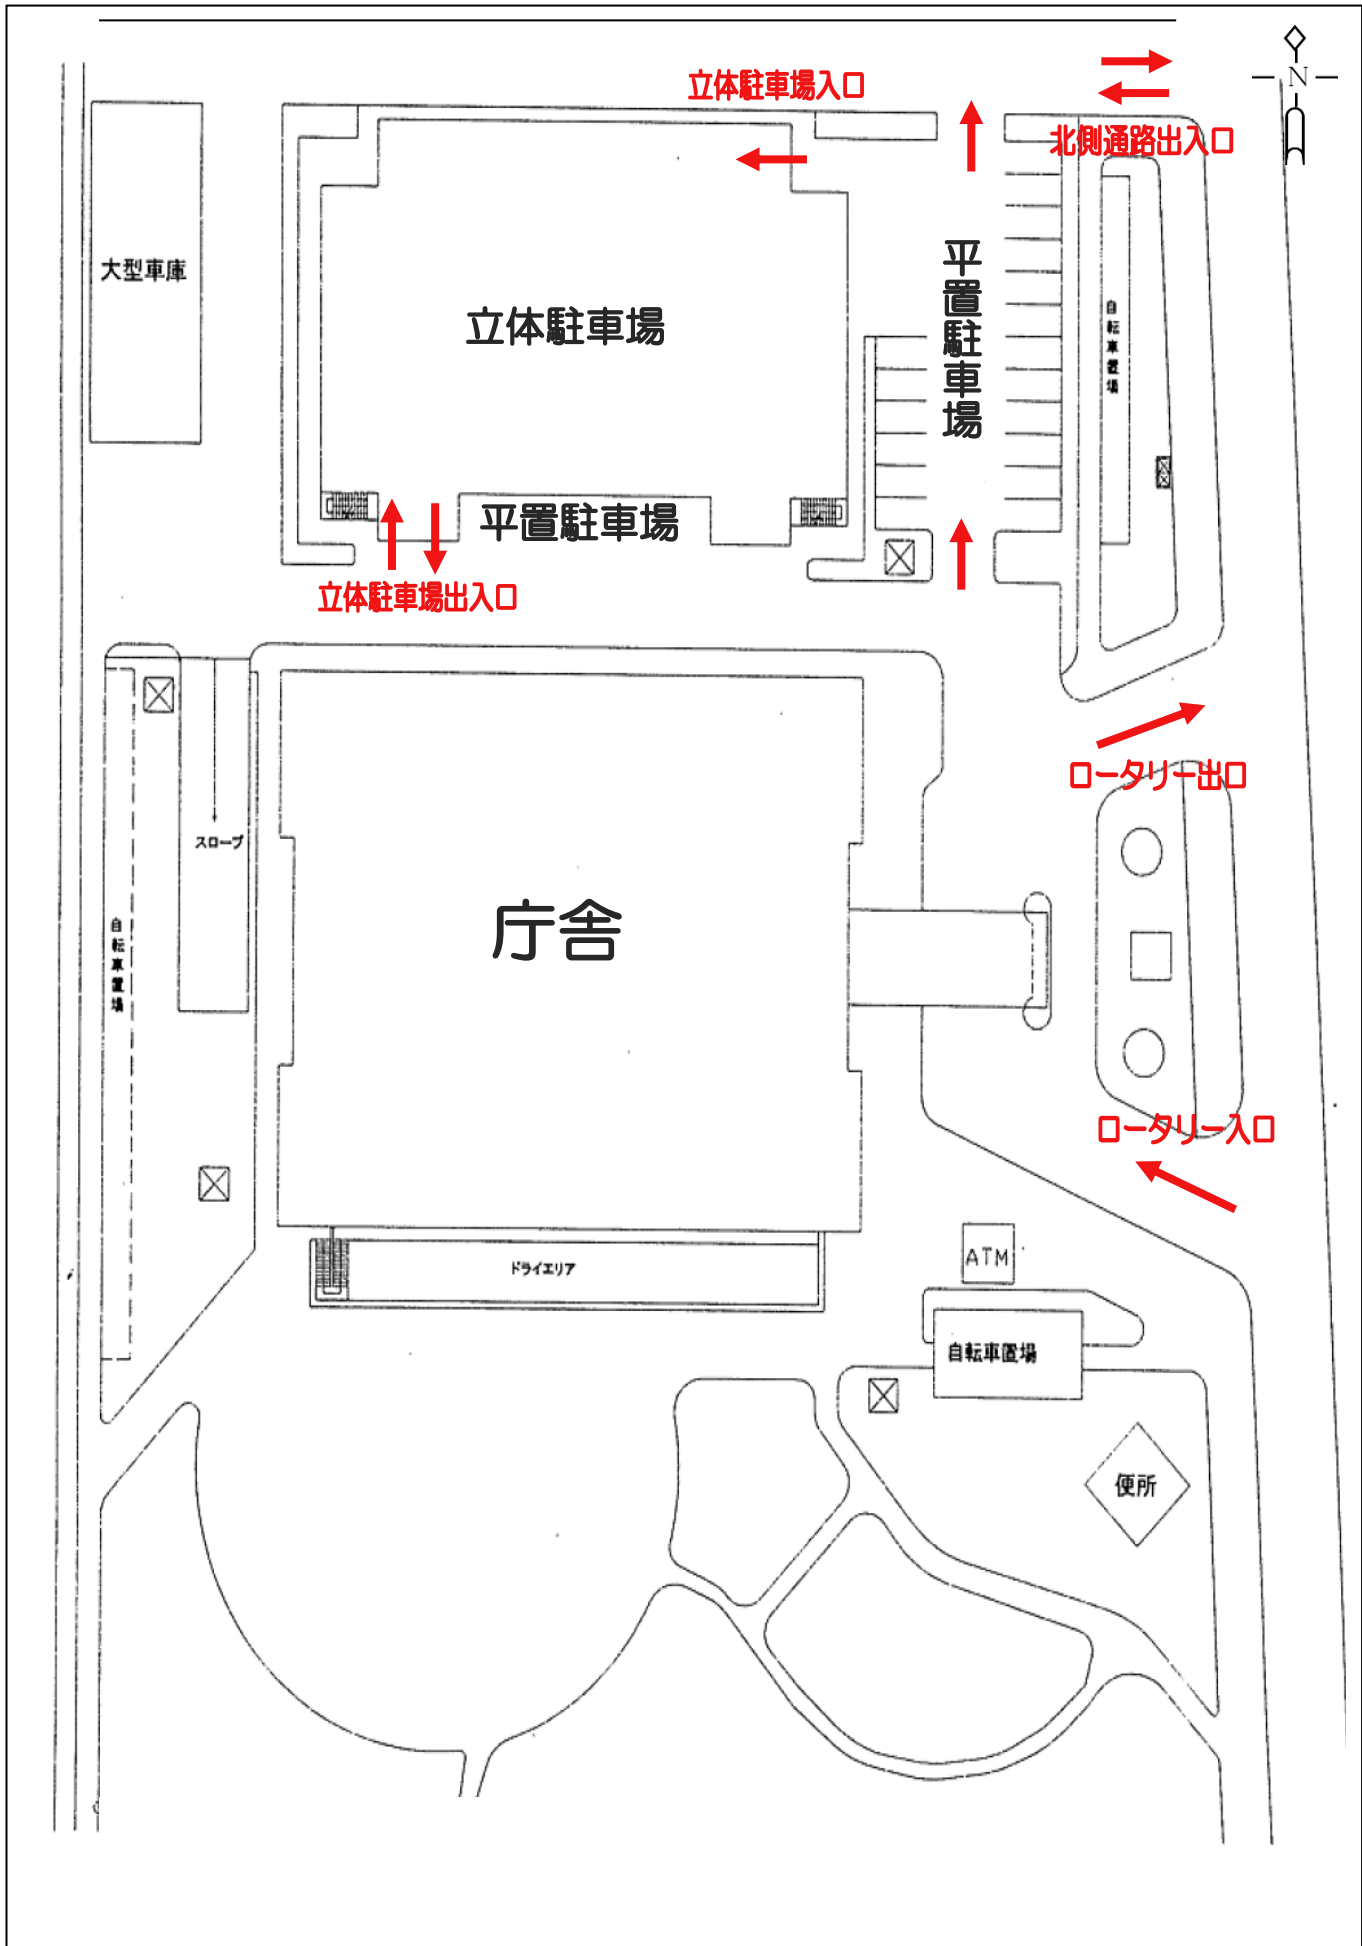 立体駐車場入口
N
北側通路出入口
大型車庫
立体駐車場
平置駐車場
自転車置場
平置駐車場
立体駐車場出入口
ロータリー出口
スロープ
庁舎
自転車置場
ロータリー入口
ATM
ドライエリア
自転車置場
便所